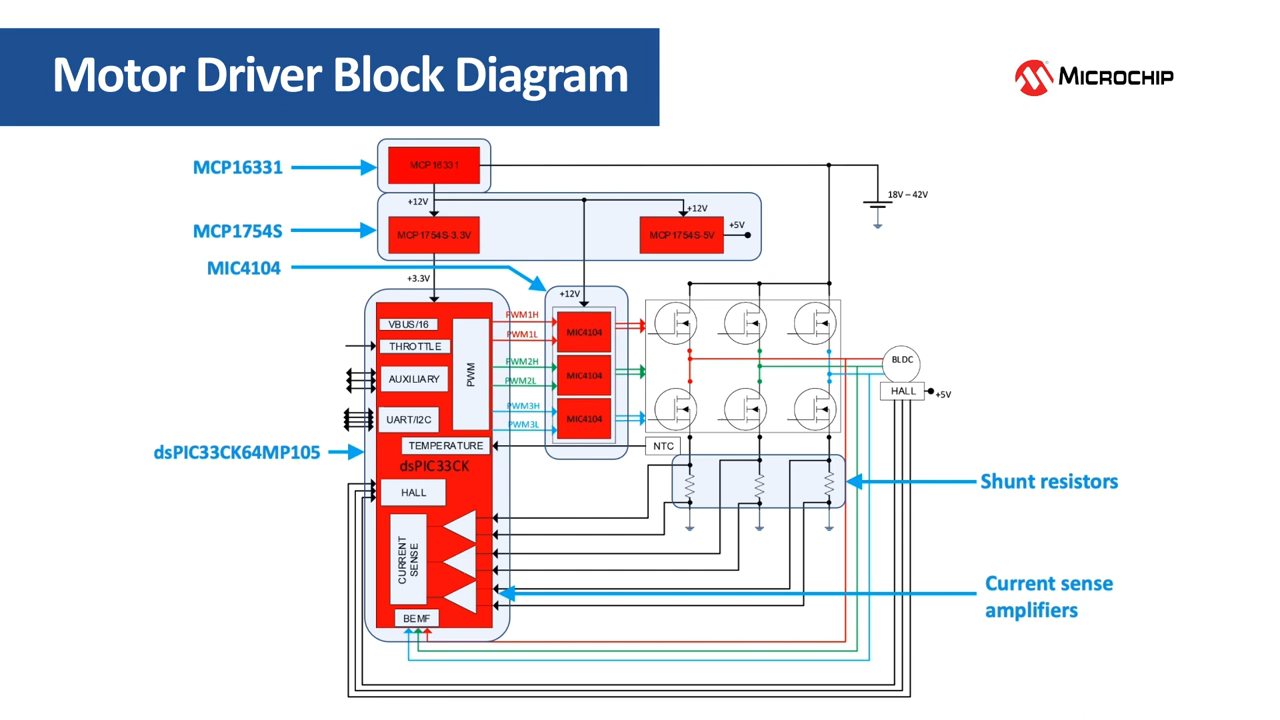 Motor Driver Block Diagram
MICROCHIP
MCP16331
MCP16331
18V – 42V
+12V
+12V
MCP1754S
MCP1754S-3.3V
MCP1754S-5V
+5V
MIC4104
+3.3V
+12V
VBUS/16
THROTTLE
AUXILIARY
UART/I2C
PWM
PWM1H
PWM1L
PWM2H
PWM2L
PWM3H
PWM3L
MIC4104
MIC4104
MIC4104
BLDC
HALL
+5V
TEMPERATURE
NTC
dsPIC33CK64MP105
dsPIC33CK
HALL
Shunt resistors
CURRENT
SENSE
Current sense
amplifiers
BEMF